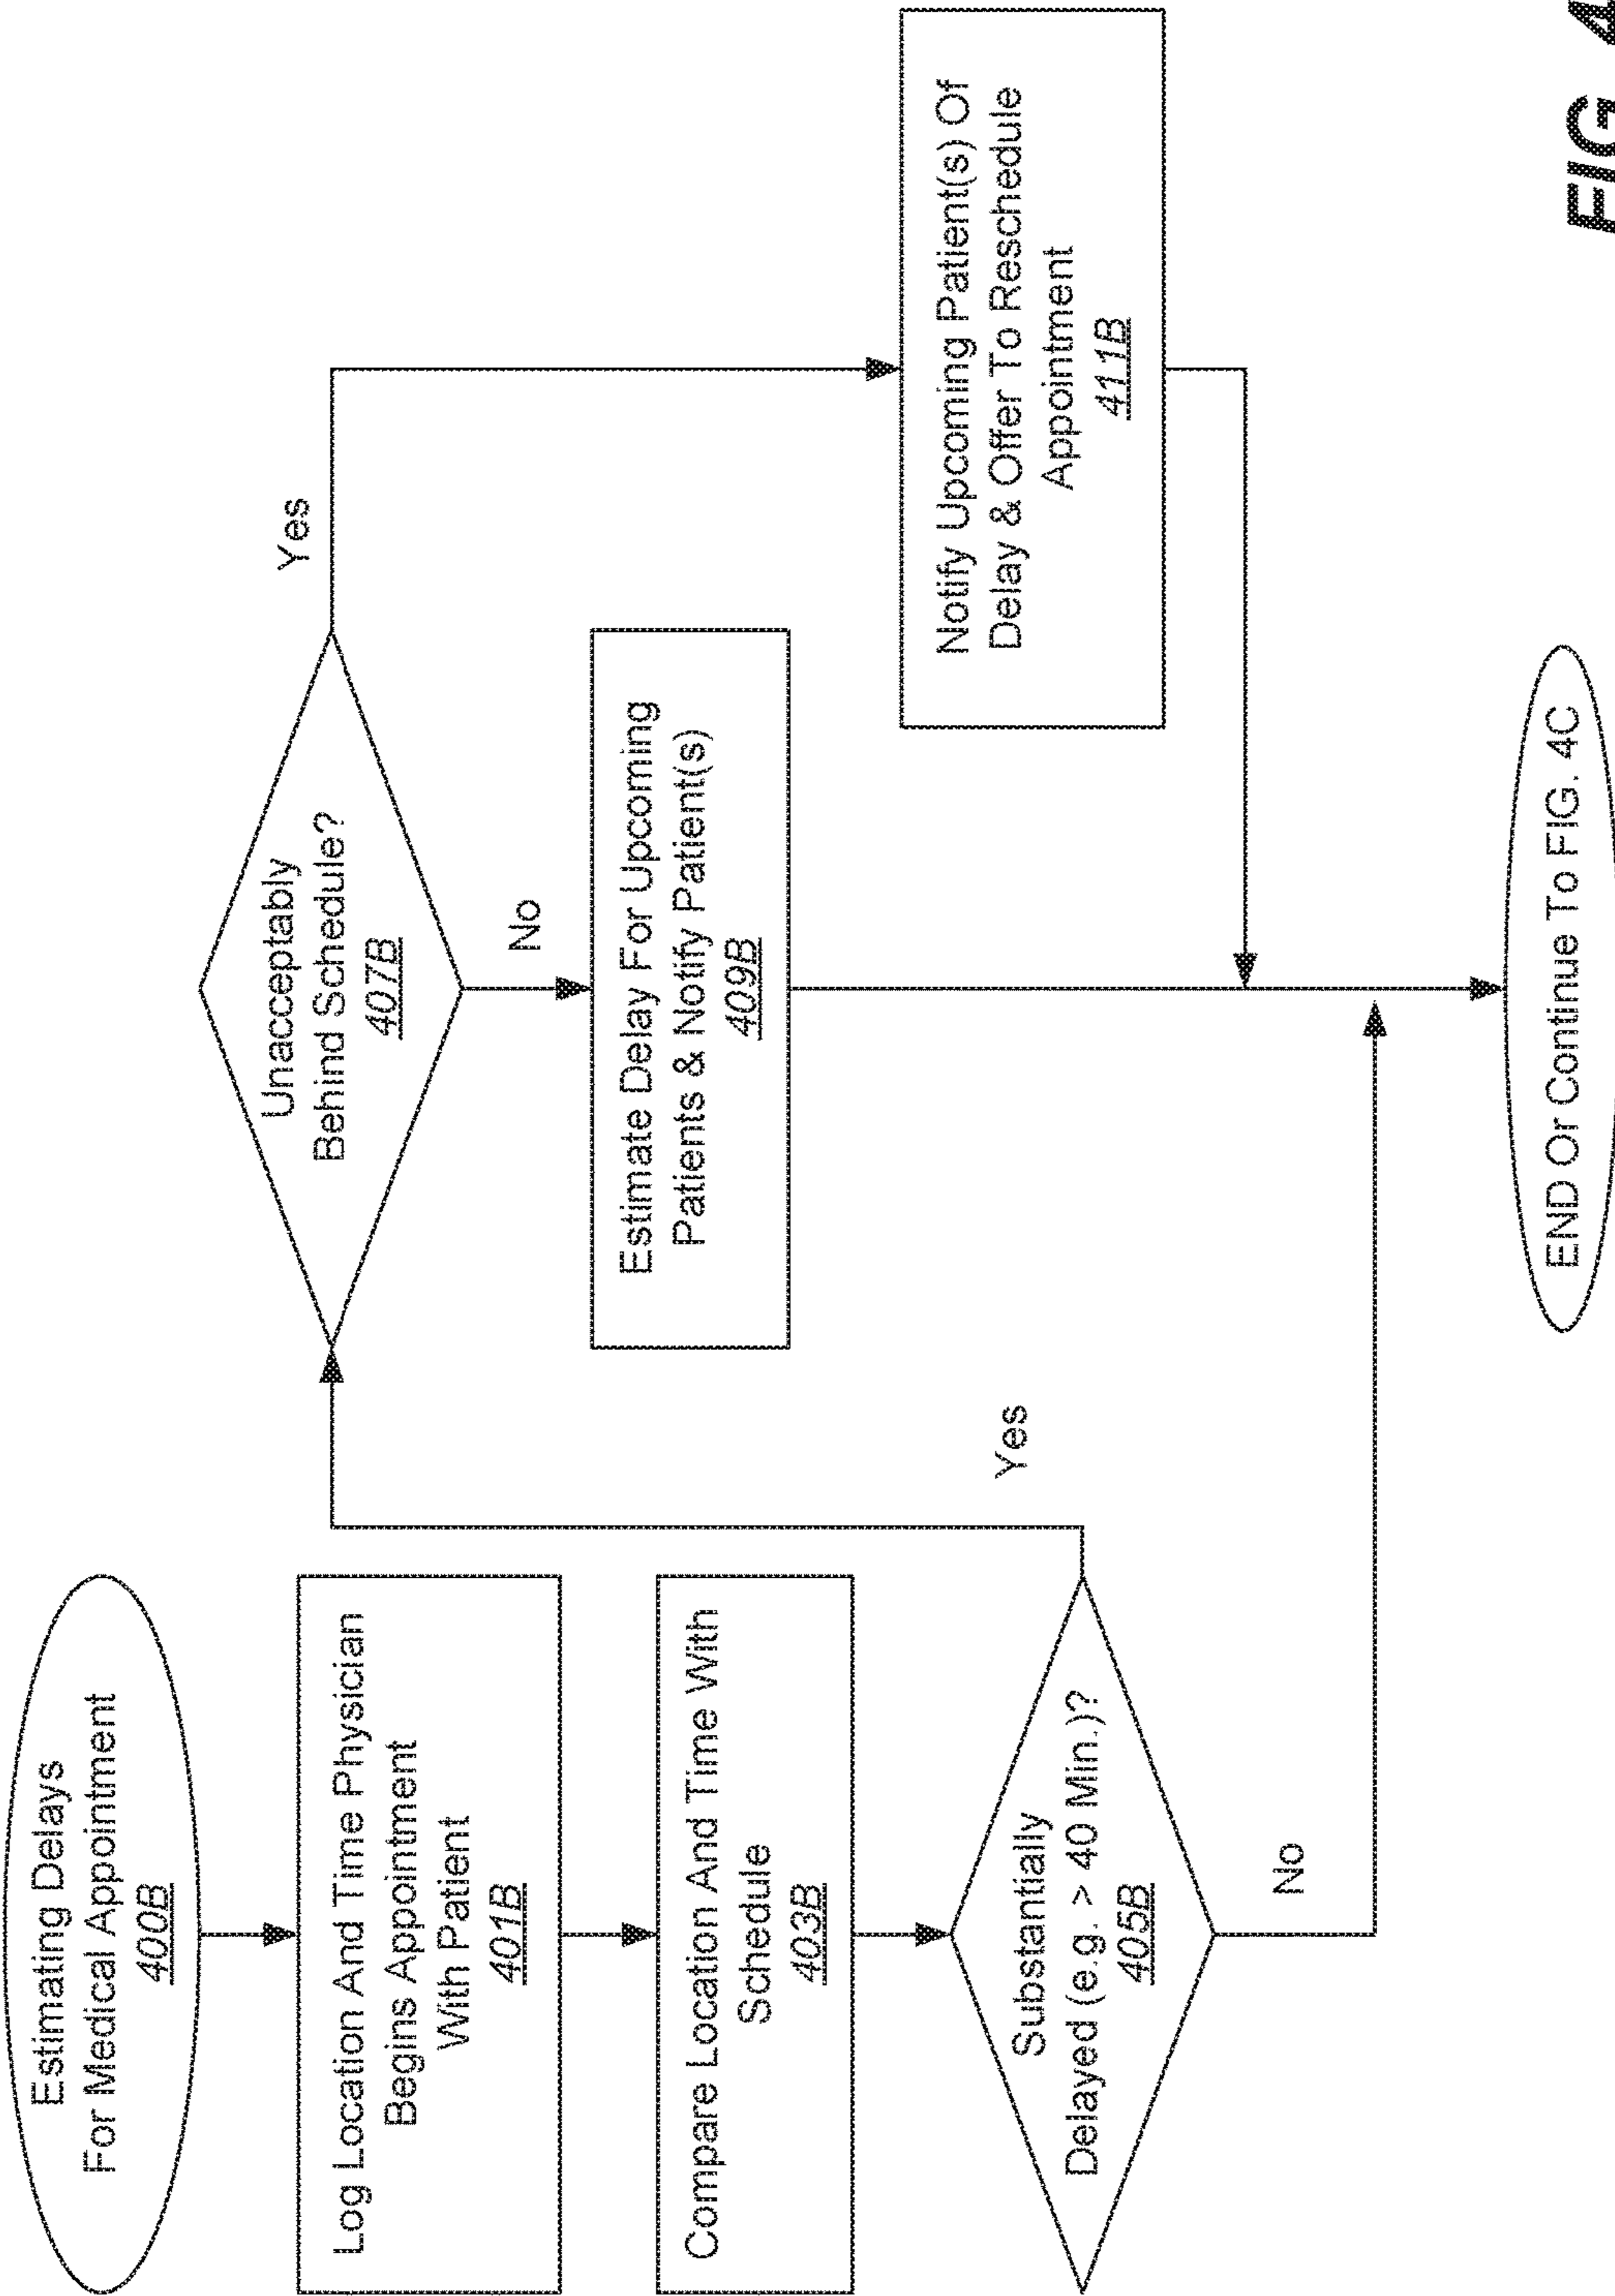 Estimating Delays
For Medical Appointment
400B
Log Location And Time Physician
Begins Appointment
With Patient
401B
Compare Location And Time With
Schedule
403B
Substantially
Delayed (e.g. > 40 Min.)?
405B
Yes
No
Unacceptably
Behind Schedule?
407B
Yes
No
Estimate Delay For Upcoming
Patients & Notify Patient(s)
409B
Notify Upcoming Patient(s) Of
Delay & Offer To Reschedule
Appointment
411B
END Or Continue To FIG. 4C
FIG. 4